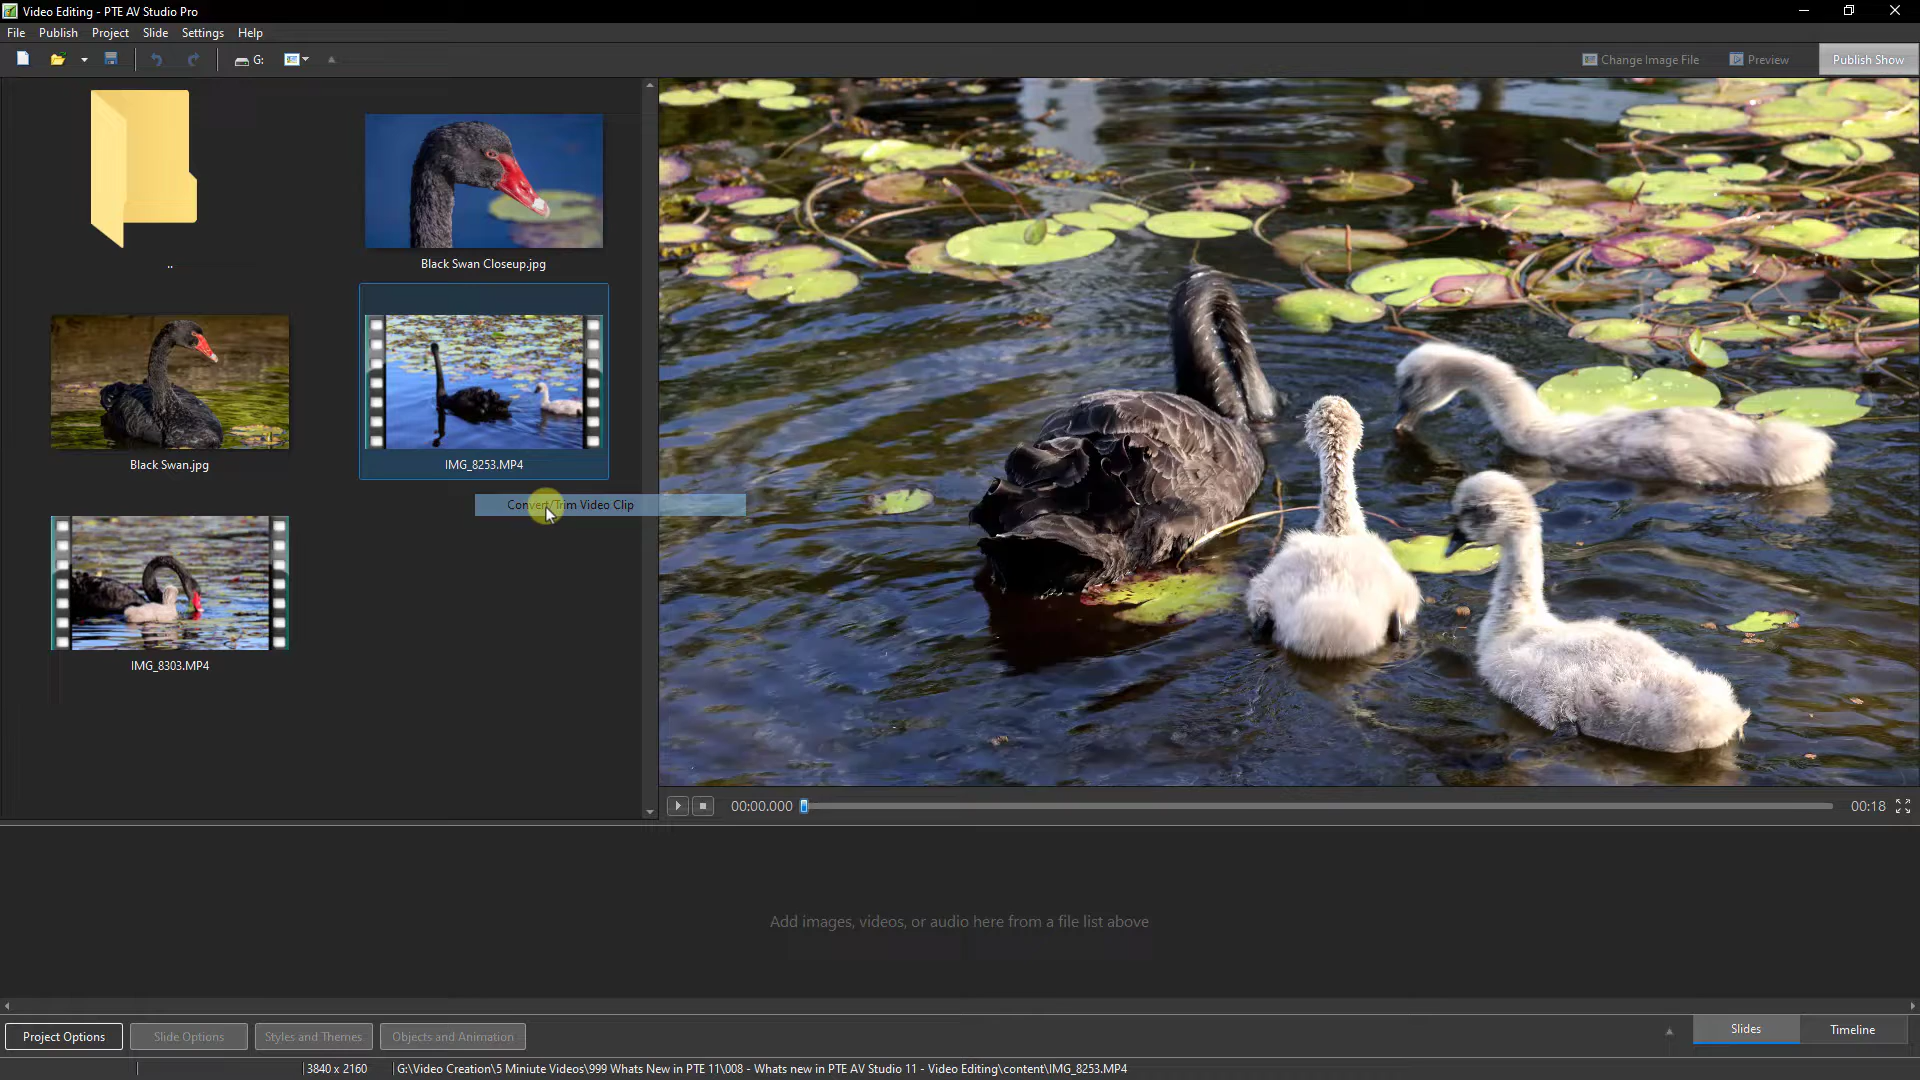 Video Editing - PTE AV Studio Pro
File Publish Project Slide Settings Help
G:
Change Image File
Preview
Publish Show
..
Black Swan Closeup.jpg
Black Swan.jpg
IMG_8253.MP4
Convert/Trim Video Clip
IMG_8303.MP4
00:00.000
00:18
Add images, videos, or audio here from a file list above
Project Options
Slide Options
Styles and Themes
Objects and Animation
Slides
Timeline
3840 x 2160
G:\Video Creation\5 Miniute Videos\999 Whats New in PTE 11\008 - Whats new in PTE AV Studio 11 - Video Editing\content\IMG_8253.MP4